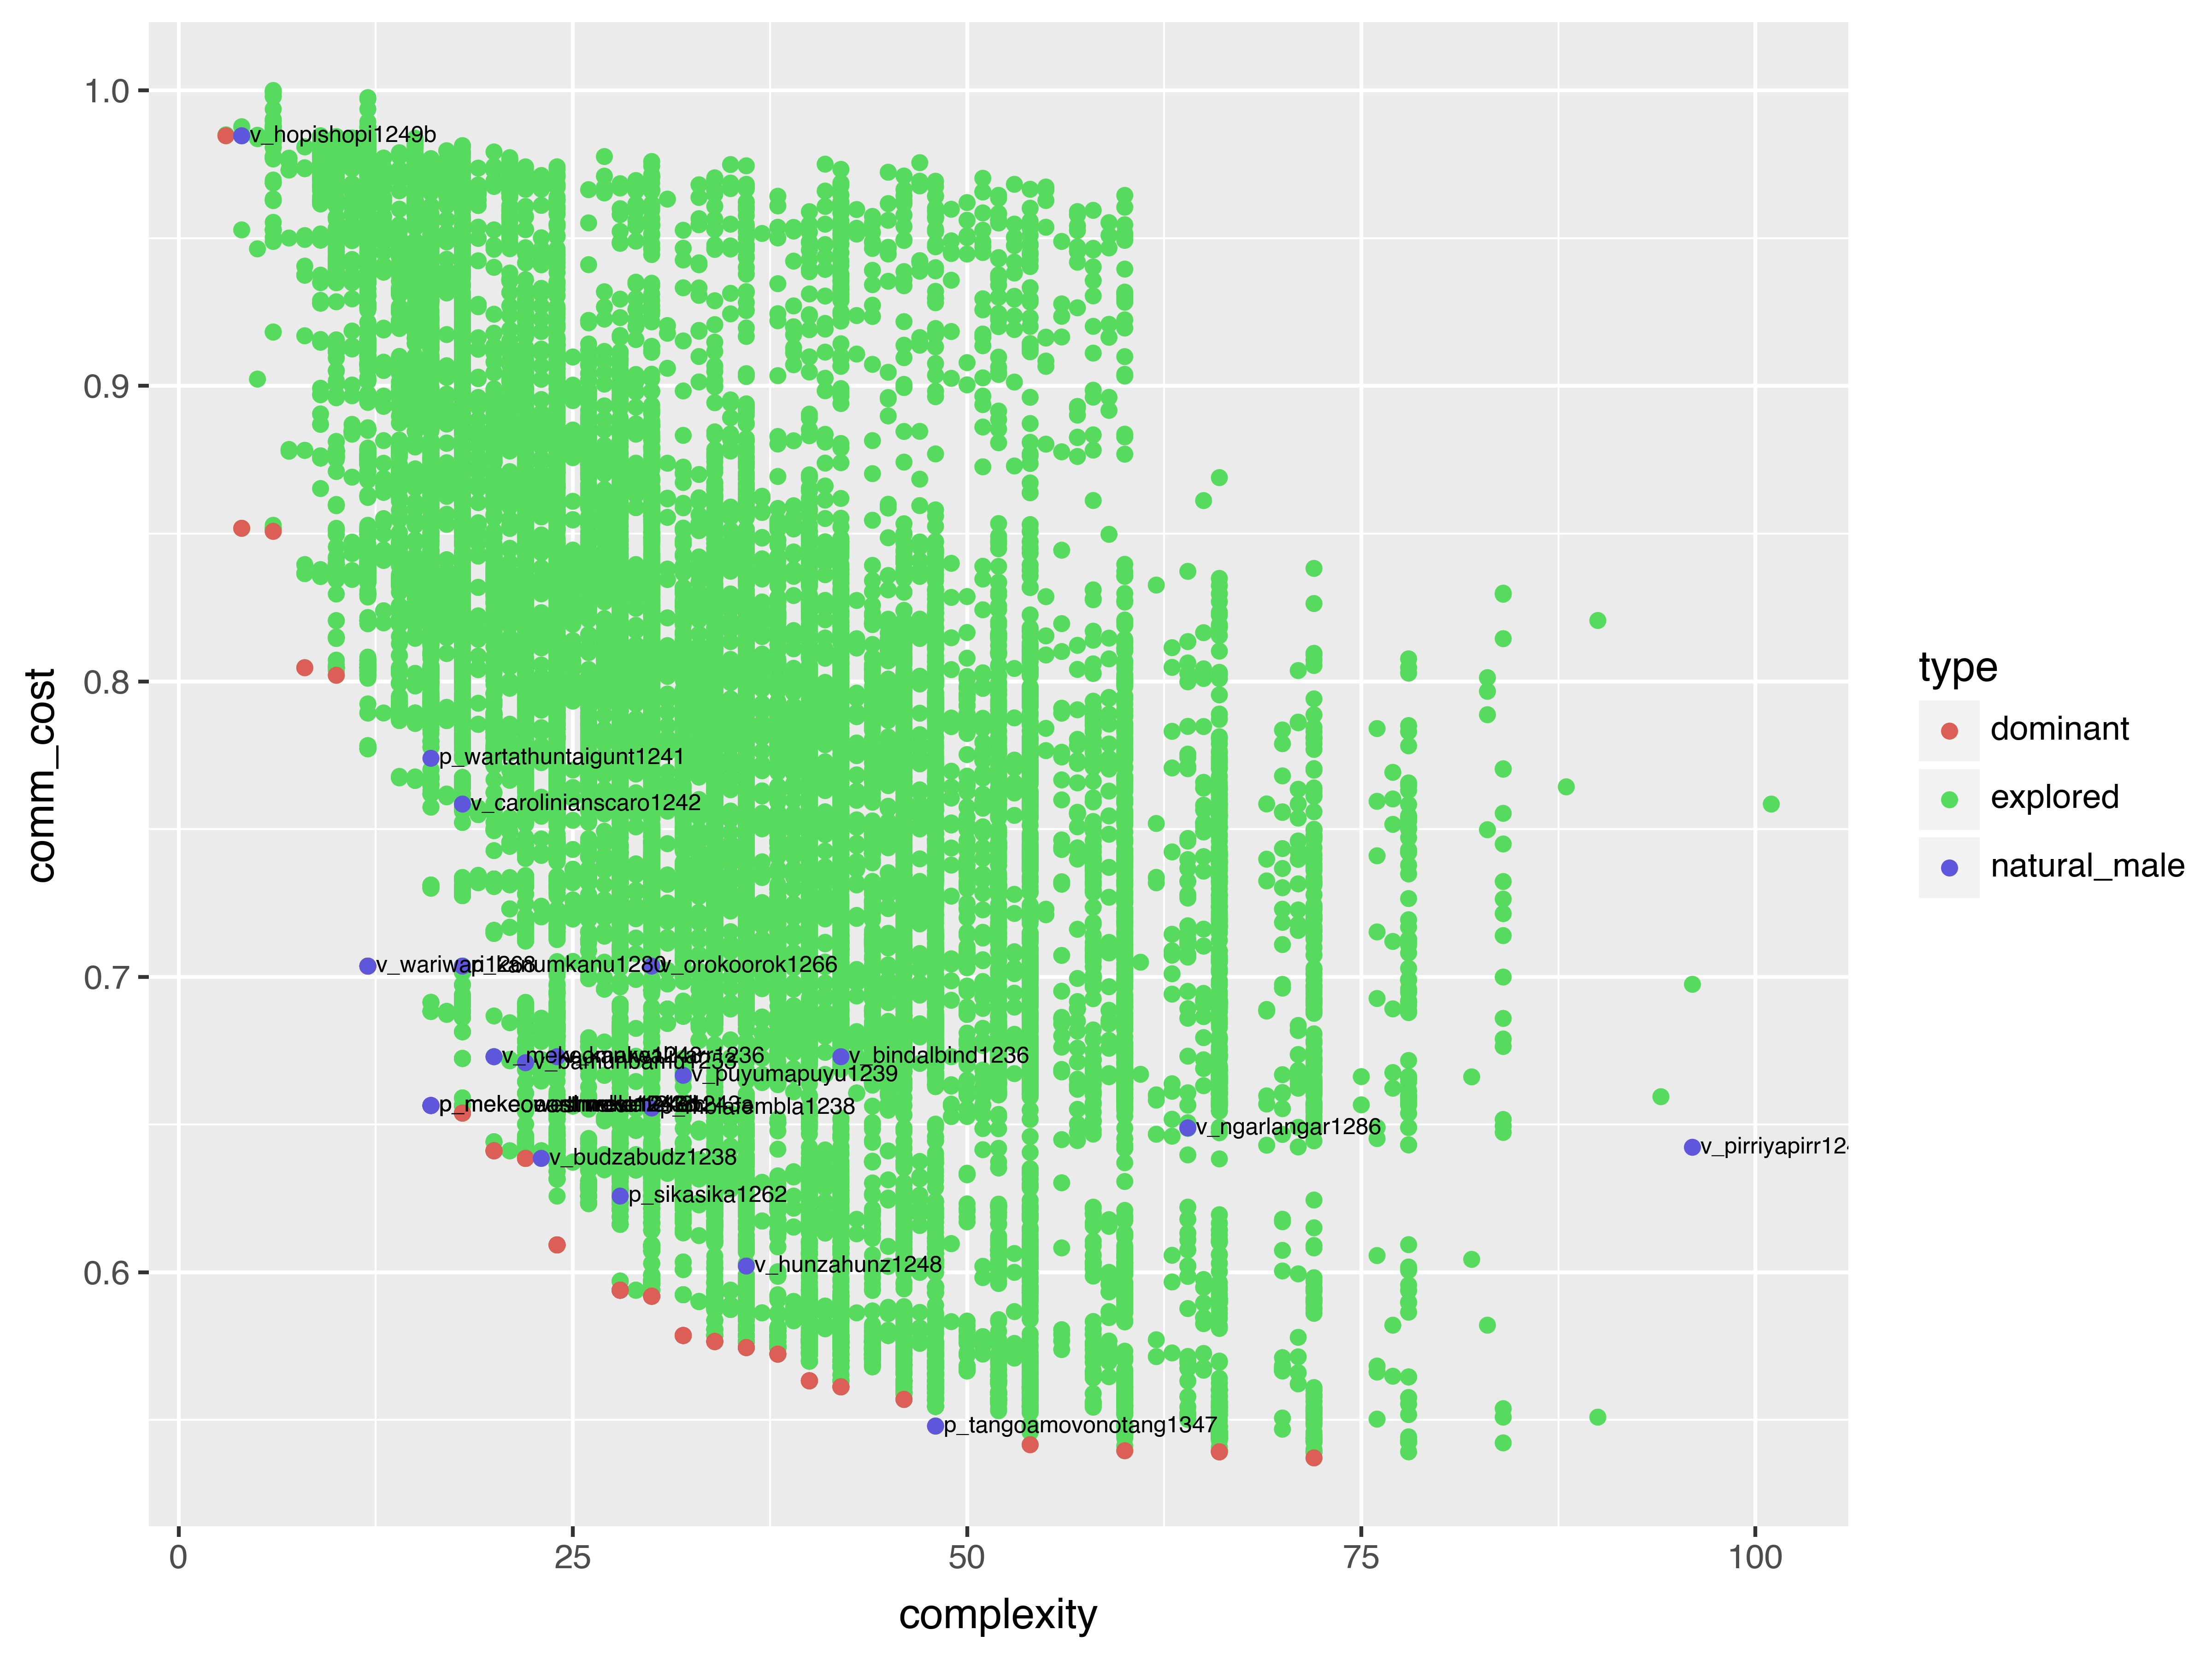 1.0
0.9
0.8
0.7
0.6
comm_cost
0
25
50
75
100
complexity
v_hopishopi1249b
p_wartathuntaigunt1241
v_carolinianscaro1242
v_orokoorok1266
v_bindalbind1236
v_puyumapuyu1239
v_ngarlangar1286
v_budzabudz1238
p_sikasika1262
v_hunzahunz1248
p_tangoamovonotang1347
type
dominant
explored
natural_male